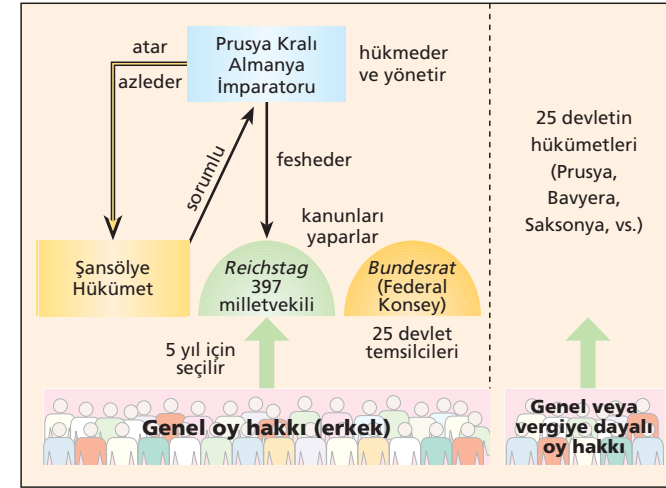 atar
azleder
Prusya Kralı
Almanya
İmparatoru
hükmeder
ve yönetir
sorumlu
fesheder
kanunları
yaparlar
Şansölye
Hükümet
Reichstag
397
milletvekili
Bundesrat
(Federal
Konsey)
5 yıl için
seçilir
25 devlet
temsilcileri
Genel oy hakkı (erkek)
25 devletin
hükümetleri
(Prusya,
Bavyera,
Saksonya, vs.)
Genel veya
vergiye dayalı
oy hakkı